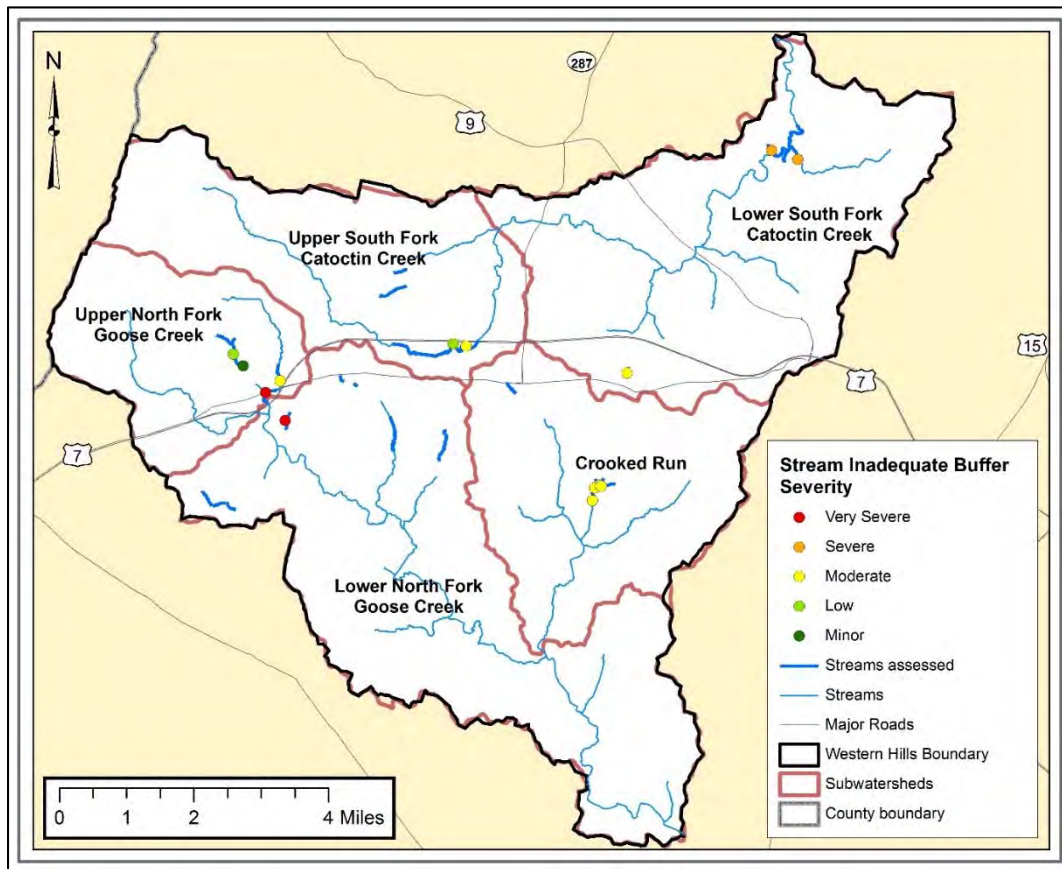 N
287
9
Lower South Fork
Catoctin Creek
Upper South Fork
Catoctin Creek
Upper North Fork
Goose Creek
15
7
7
Crooked Run
Lower North Fork
Goose Creek
Stream Inadequate Buffer
Severity
Very Severe
Severe
Moderate
Low
Minor
Streams assessed
Streams
Major Roads
Western Hills Boundary
Subwatersheds
County boundary
0 1 2 4 Miles